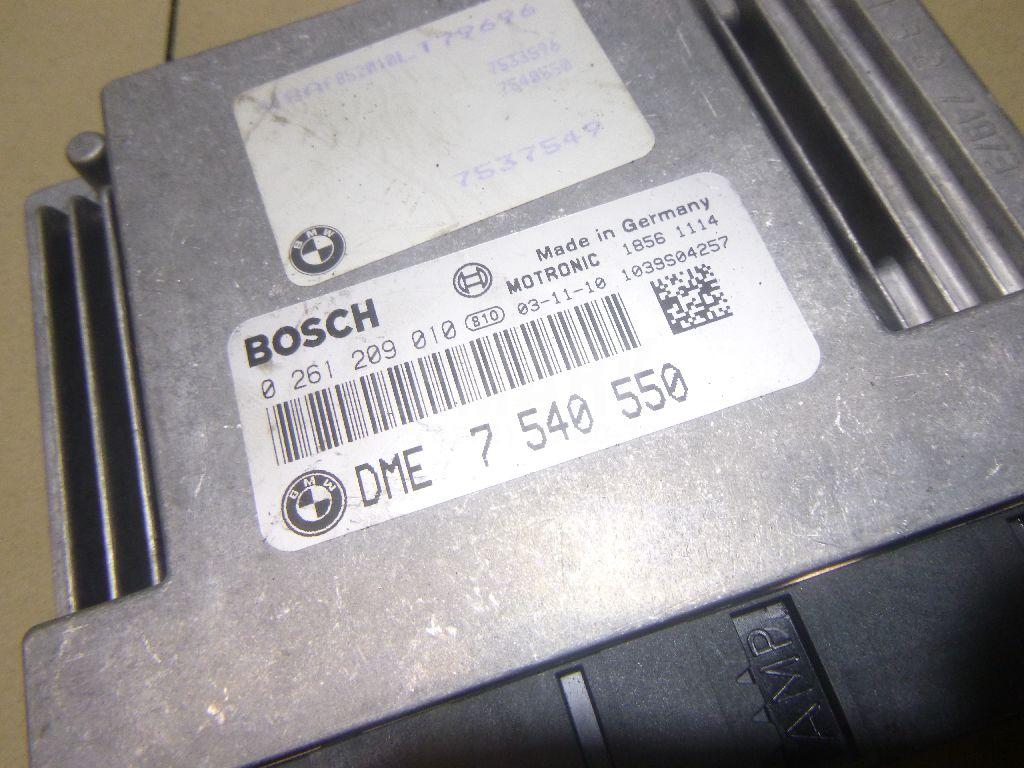 179696
7533596
7540550
7537549
BMW
BOSCH
Made in Germany
MOTRONIC 1856 1114
0 261 209 010 03-11-10 1039S04257
BMW DME 7 540 550
AMP